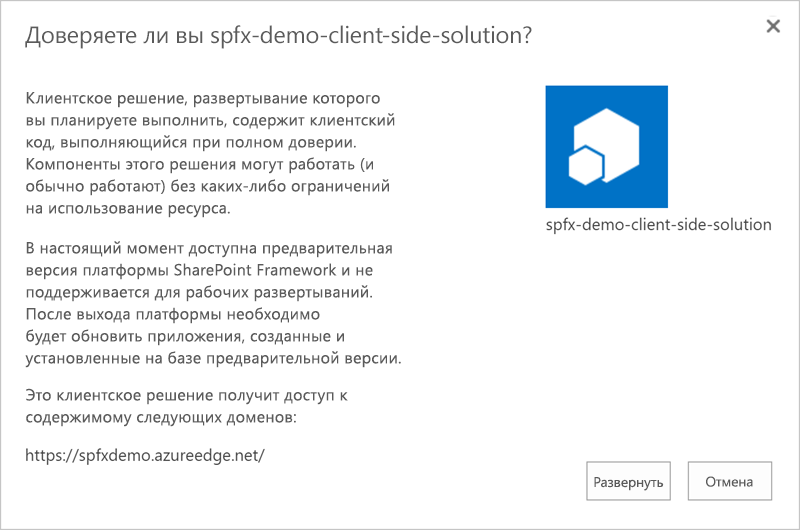 Доверяете ли вы spfx-demo-client-side-solution?
Клиентское решение, развертывание которого
вы планируете выполнить, содержит клиентский
код, выполняющийся при полном доверии.
Компоненты этого решения могут работать (и
обычно работают) без каких-либо ограничений
на использование ресурса.
spfx-demo-client-side-solution
В настоящий момент доступна предварительная
версия платформы SharePoint Framework и не
поддерживается для рабочих развертываний.
После выхода платформы необходимо
будет обновить приложения, созданные и
установленные на базе предварительной версии.
Это клиентское решение получит доступ к
содержимому следующих доменов:
https://spfxdemo.azureedge.net/
Развернуть
Отмена